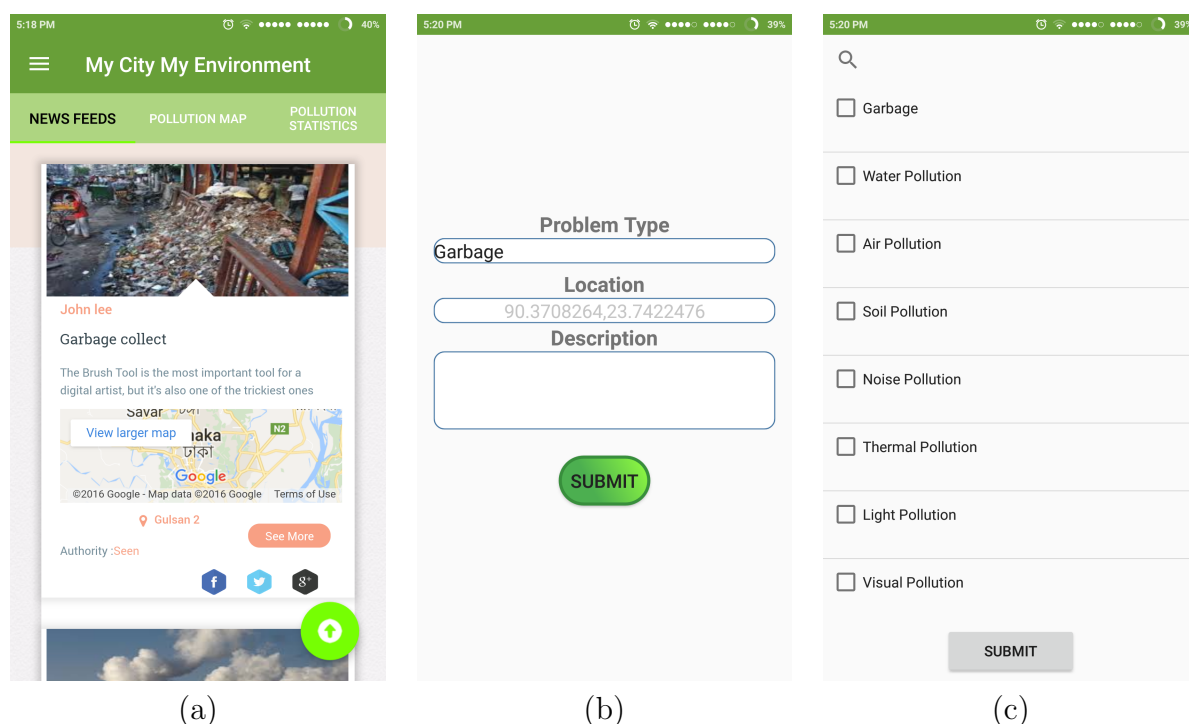 5:18 PM
40%
My City My Environment
NEWS FEEDS
POLLUTION MAP
POLLUTION
STATISTICS
John lee
Garbage collect
The Brush Tool is the most important tool for a
digital artist, but it's also one of the trickiest ones
Savar
View larger map
haka
ঢাকা
N2
Google
©2016 Google - Map data ©2016 Google Terms of Use
Gulsan 2
See More
Authority :Seen
f
g+
(a)
5:20 PM
39%
Problem Type
Garbage
Location
90.3708264,23.7422476
Description
SUBMIT
(b)
5:20 PM
39%
Garbage
Water Pollution
Air Pollution
Soil Pollution
Noise Pollution
Thermal Pollution
Light Pollution
Visual Pollution
SUBMIT
(c)